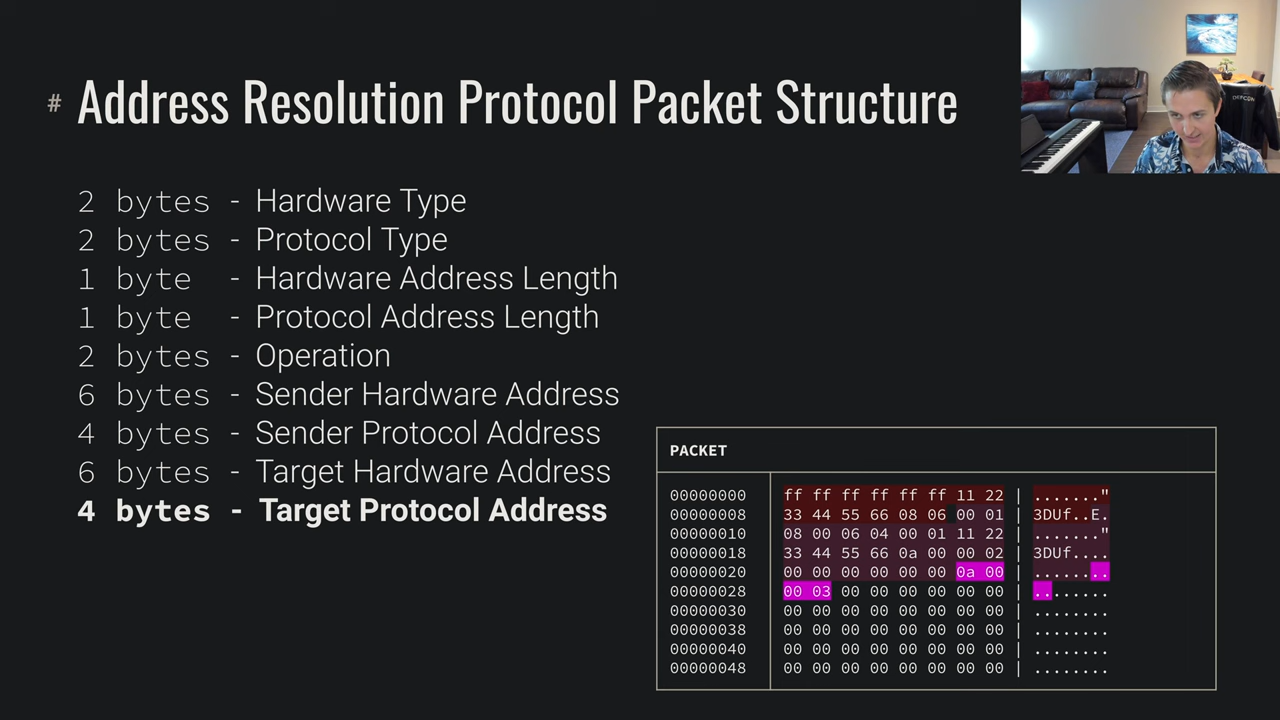 # Address Resolution Protocol Packet Structure
2 bytes - Hardware Type
2 bytes - Protocol Type
1 byte - Hardware Address Length
1 byte - Protocol Address Length
2 bytes - Operation
6 bytes - Sender Hardware Address
4 bytes - Sender Protocol Address
6 bytes - Target Hardware Address
4 bytes - Target Protocol Address
PACKET
00000000 ff ff ff ff ff ff 11 22 | ......."
00000008 33 44 55 66 08 06 00 01 | 3DUf..E.
00000010 08 00 06 04 00 01 11 22 | ......."
00000018 33 44 55 66 0a 00 00 02 | 3DUf....
00000020 00 00 00 00 00 00 0a 00 | ........
00000028 00 03 00 00 00 00 00 00 | ........
00000030 00 00 00 00 00 00 00 00 | ........
00000038 00 00 00 00 00 00 00 00 | ........
00000040 00 00 00 00 00 00 00 00 | ........
00000048 00 00 00 00 00 00 00 00 | ........
DEFCON